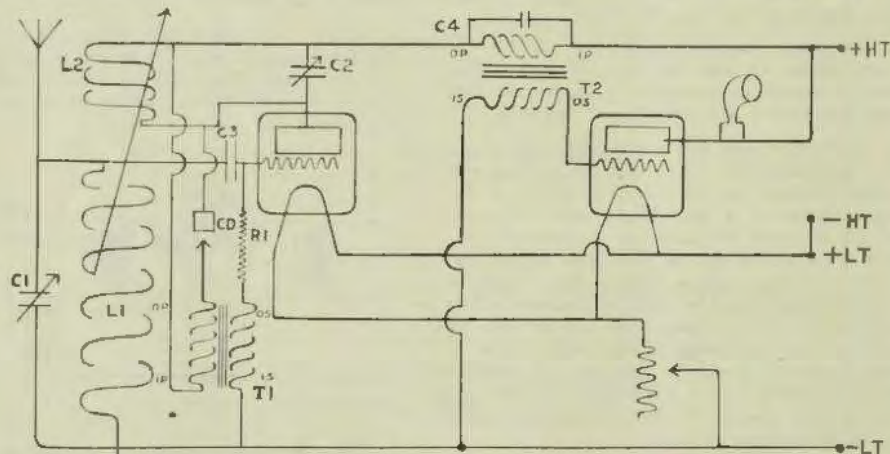 C4
OP
IP
+HT
L2
C2
T2
IS
OS
C3
-HT
CD
R1
+LT
C1
L1
OP
OS
IP
IS
T1
-LT